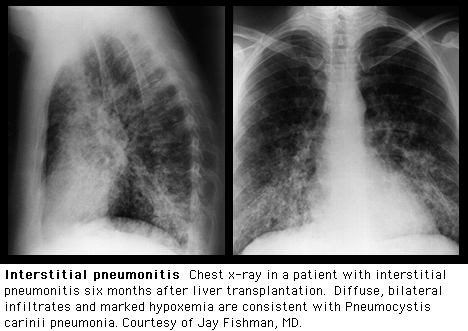 Interstitial pneumonitis Chest x-ray in a patient with interstitial
pneumonitis six months after liver transplantation. Diffuse, bilateral
infiltrates and marked hypoxemia are consistent with Pneumocystis
carinii pneumonia. Courtesy of Jay Fishman, MD.